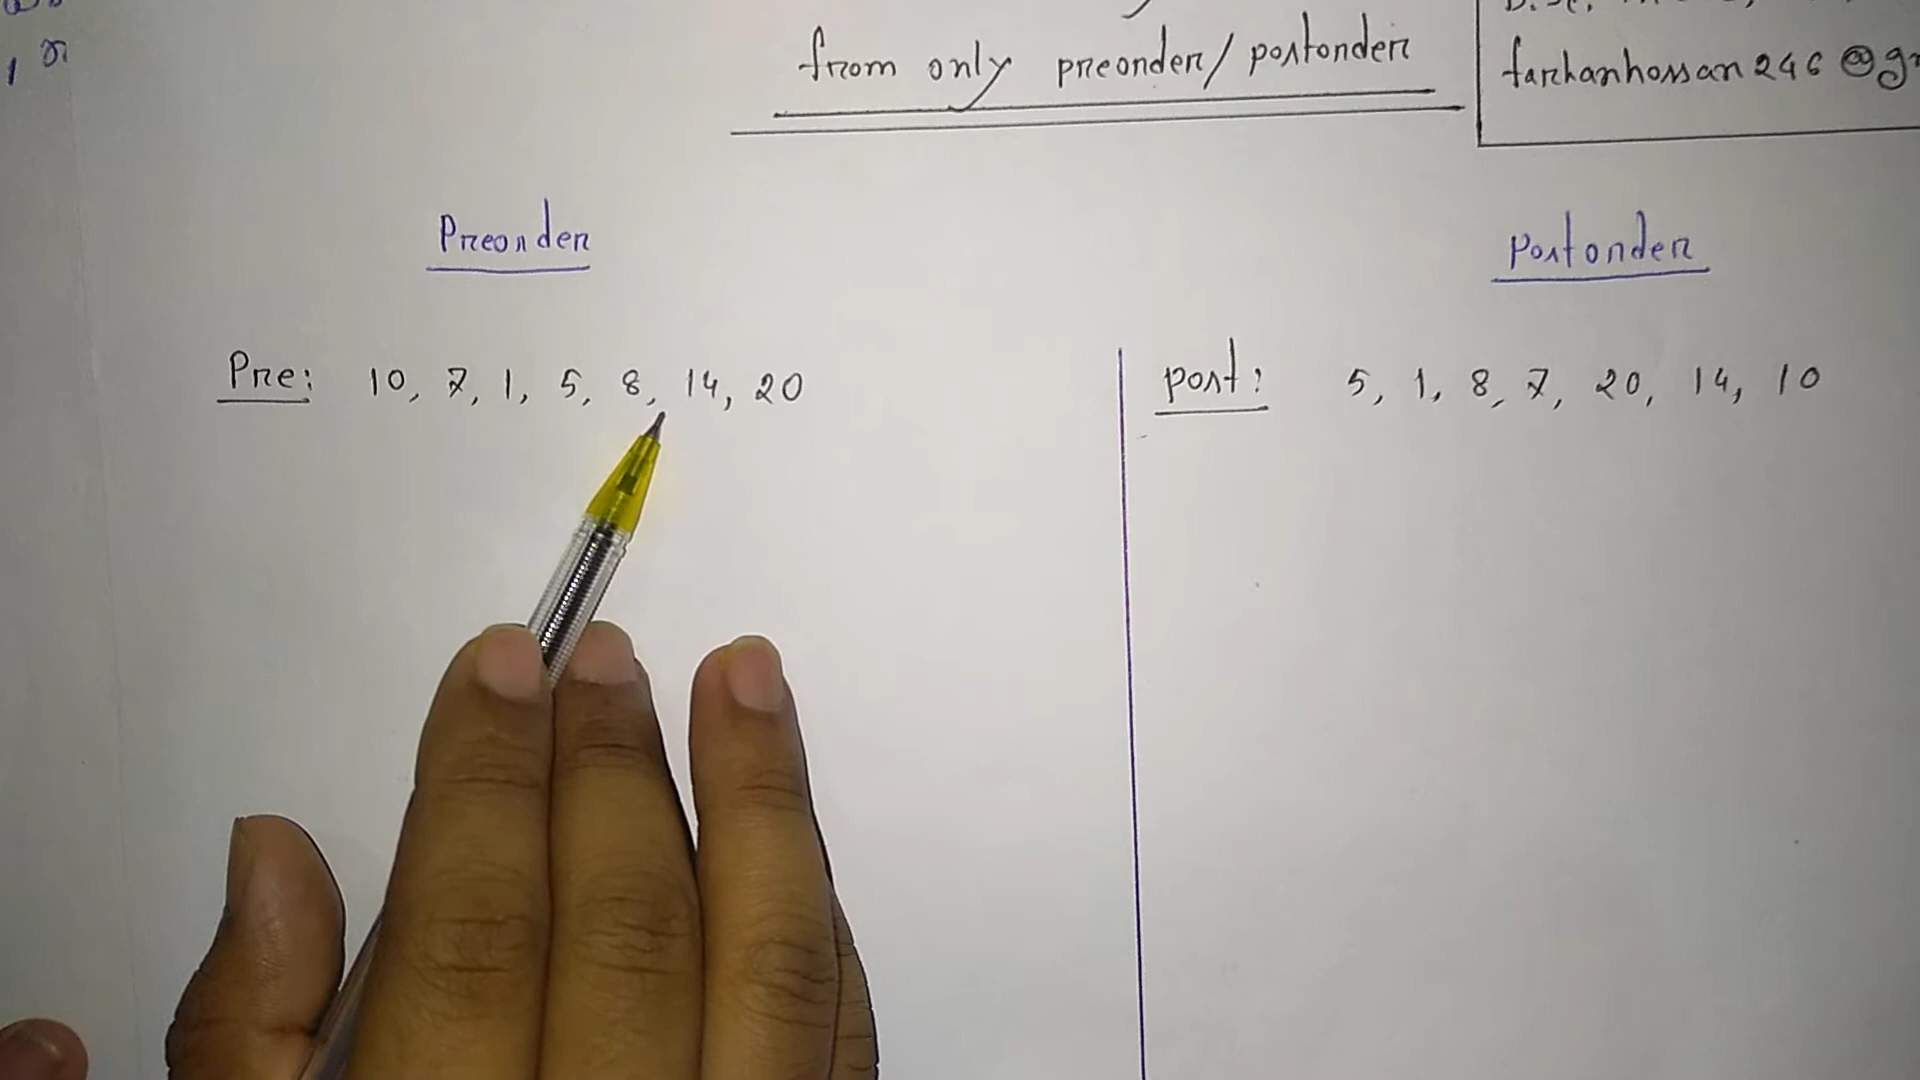 from only preorder/postorder
farhanhossan246@g
Preorder
Postorder
Pre: 10, 7, 1, 5, 8, 14, 20
post: 5, 1, 8, 7, 20, 14, 10